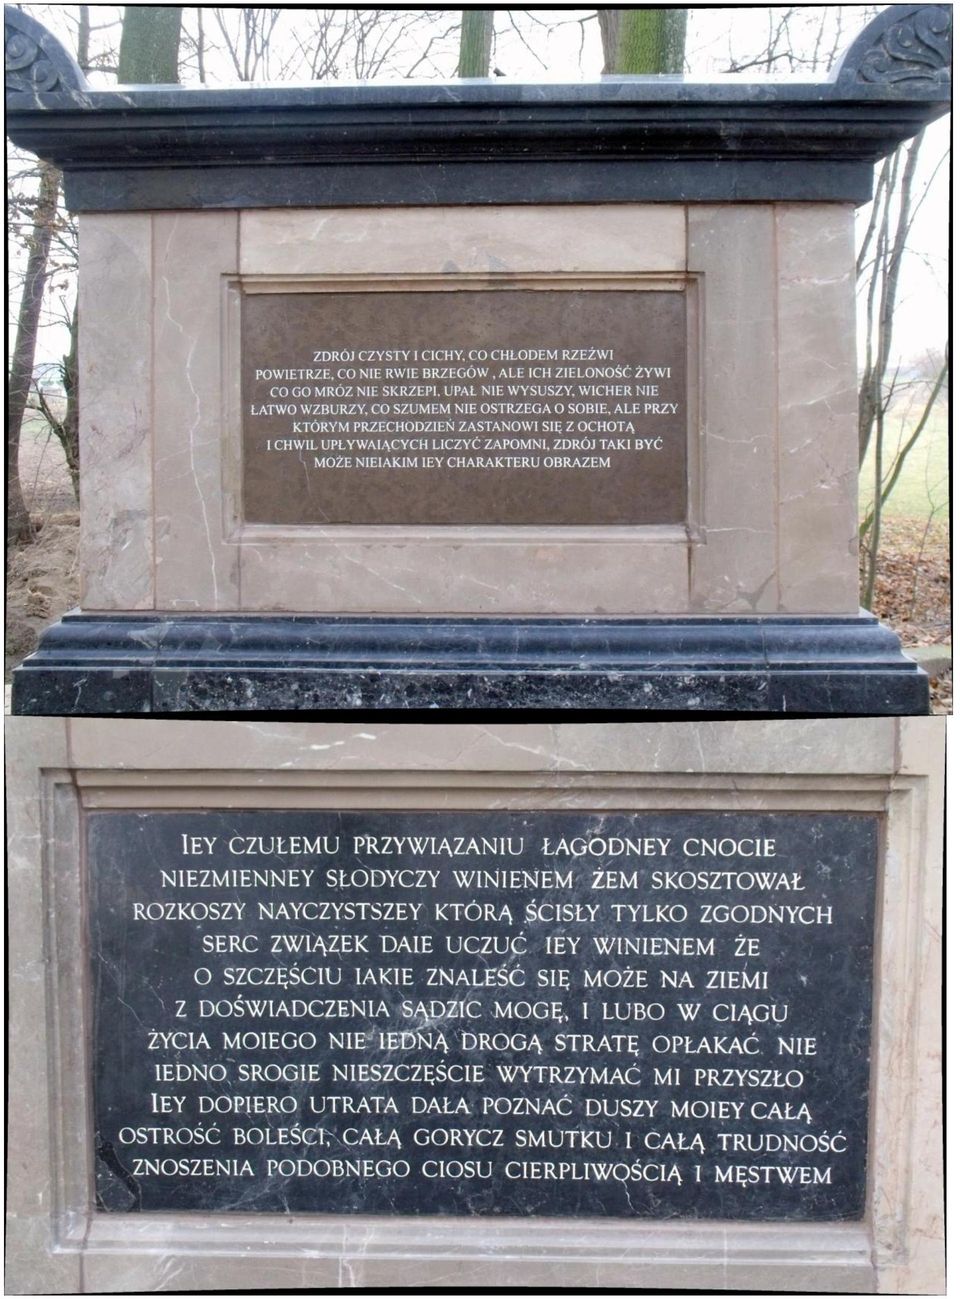 ZDRÓJ CZYSTY I CICHY, CO CHŁODEM RZEŹWI
POWIETRZE, CO NIE RWIE BRZEGÓW , ALE ICH ZIELONOŚĆ ŻYWI
CO GO MRÓZ NIE SKRZEPI, UPAŁ NIE WYSUSZY, WICHER NIE
ŁATWO WZBURZY, CO SZUMEM NIE OSTRZEGA O SOBIE, ALE PRZY
KTÓRYM PRZECHODZIEŃ ZASTANOWI SIĘ Z OCHOTĄ
I CHWIL UPŁYWAIĄCYCH LICZYĆ ZAPOMNI, ZDRÓJ TAKI BYĆ
MOŻE NIEIAKIM IEY CHARAKTERU OBRAZEM
IEY CZUŁEMU PRZYWIĄZANIU ŁAGODNEY CNOCIE
NIEZMIENNEY SŁODYCZY WINIENEM ŻEM SKOSZTOWAŁ
ROZKOSZY NAYCZYSTSZEY KTÓRĄ ŚCISŁY TYLKO ZGODNYCH
SERC ZWIĄZEK DAIE UCZUĆ IEY WINIENEM ŻE
O SZCZĘŚCIU IAKIE ZNALEŚĆ SIĘ MOŻE NA ZIEMI
Z DOŚWIADCZENIA SĄDZIC MOGĘ, I LUBO W CIĄGU
ŻYCIA MOIEGO NIE IEDNĄ DROGĄ STRATĘ OPŁAKAĆ NIE
IEDNO SROGIE NIESZCZĘŚCIE WYTRZYMAĆ MI PRZYSZŁO
IEY DOPIERO UTRATA DAŁA POZNAĆ DUSZY MOIEY CAŁĄ
OSTROŚĆ BOLEŚCI, CAŁĄ GORYCZ SMUTKU I CAŁĄ TRUDNOŚĆ
ZNOSZENIA PODOBNEGO CIOSU CIERPLIWOŚCIĄ I MĘSTWEM